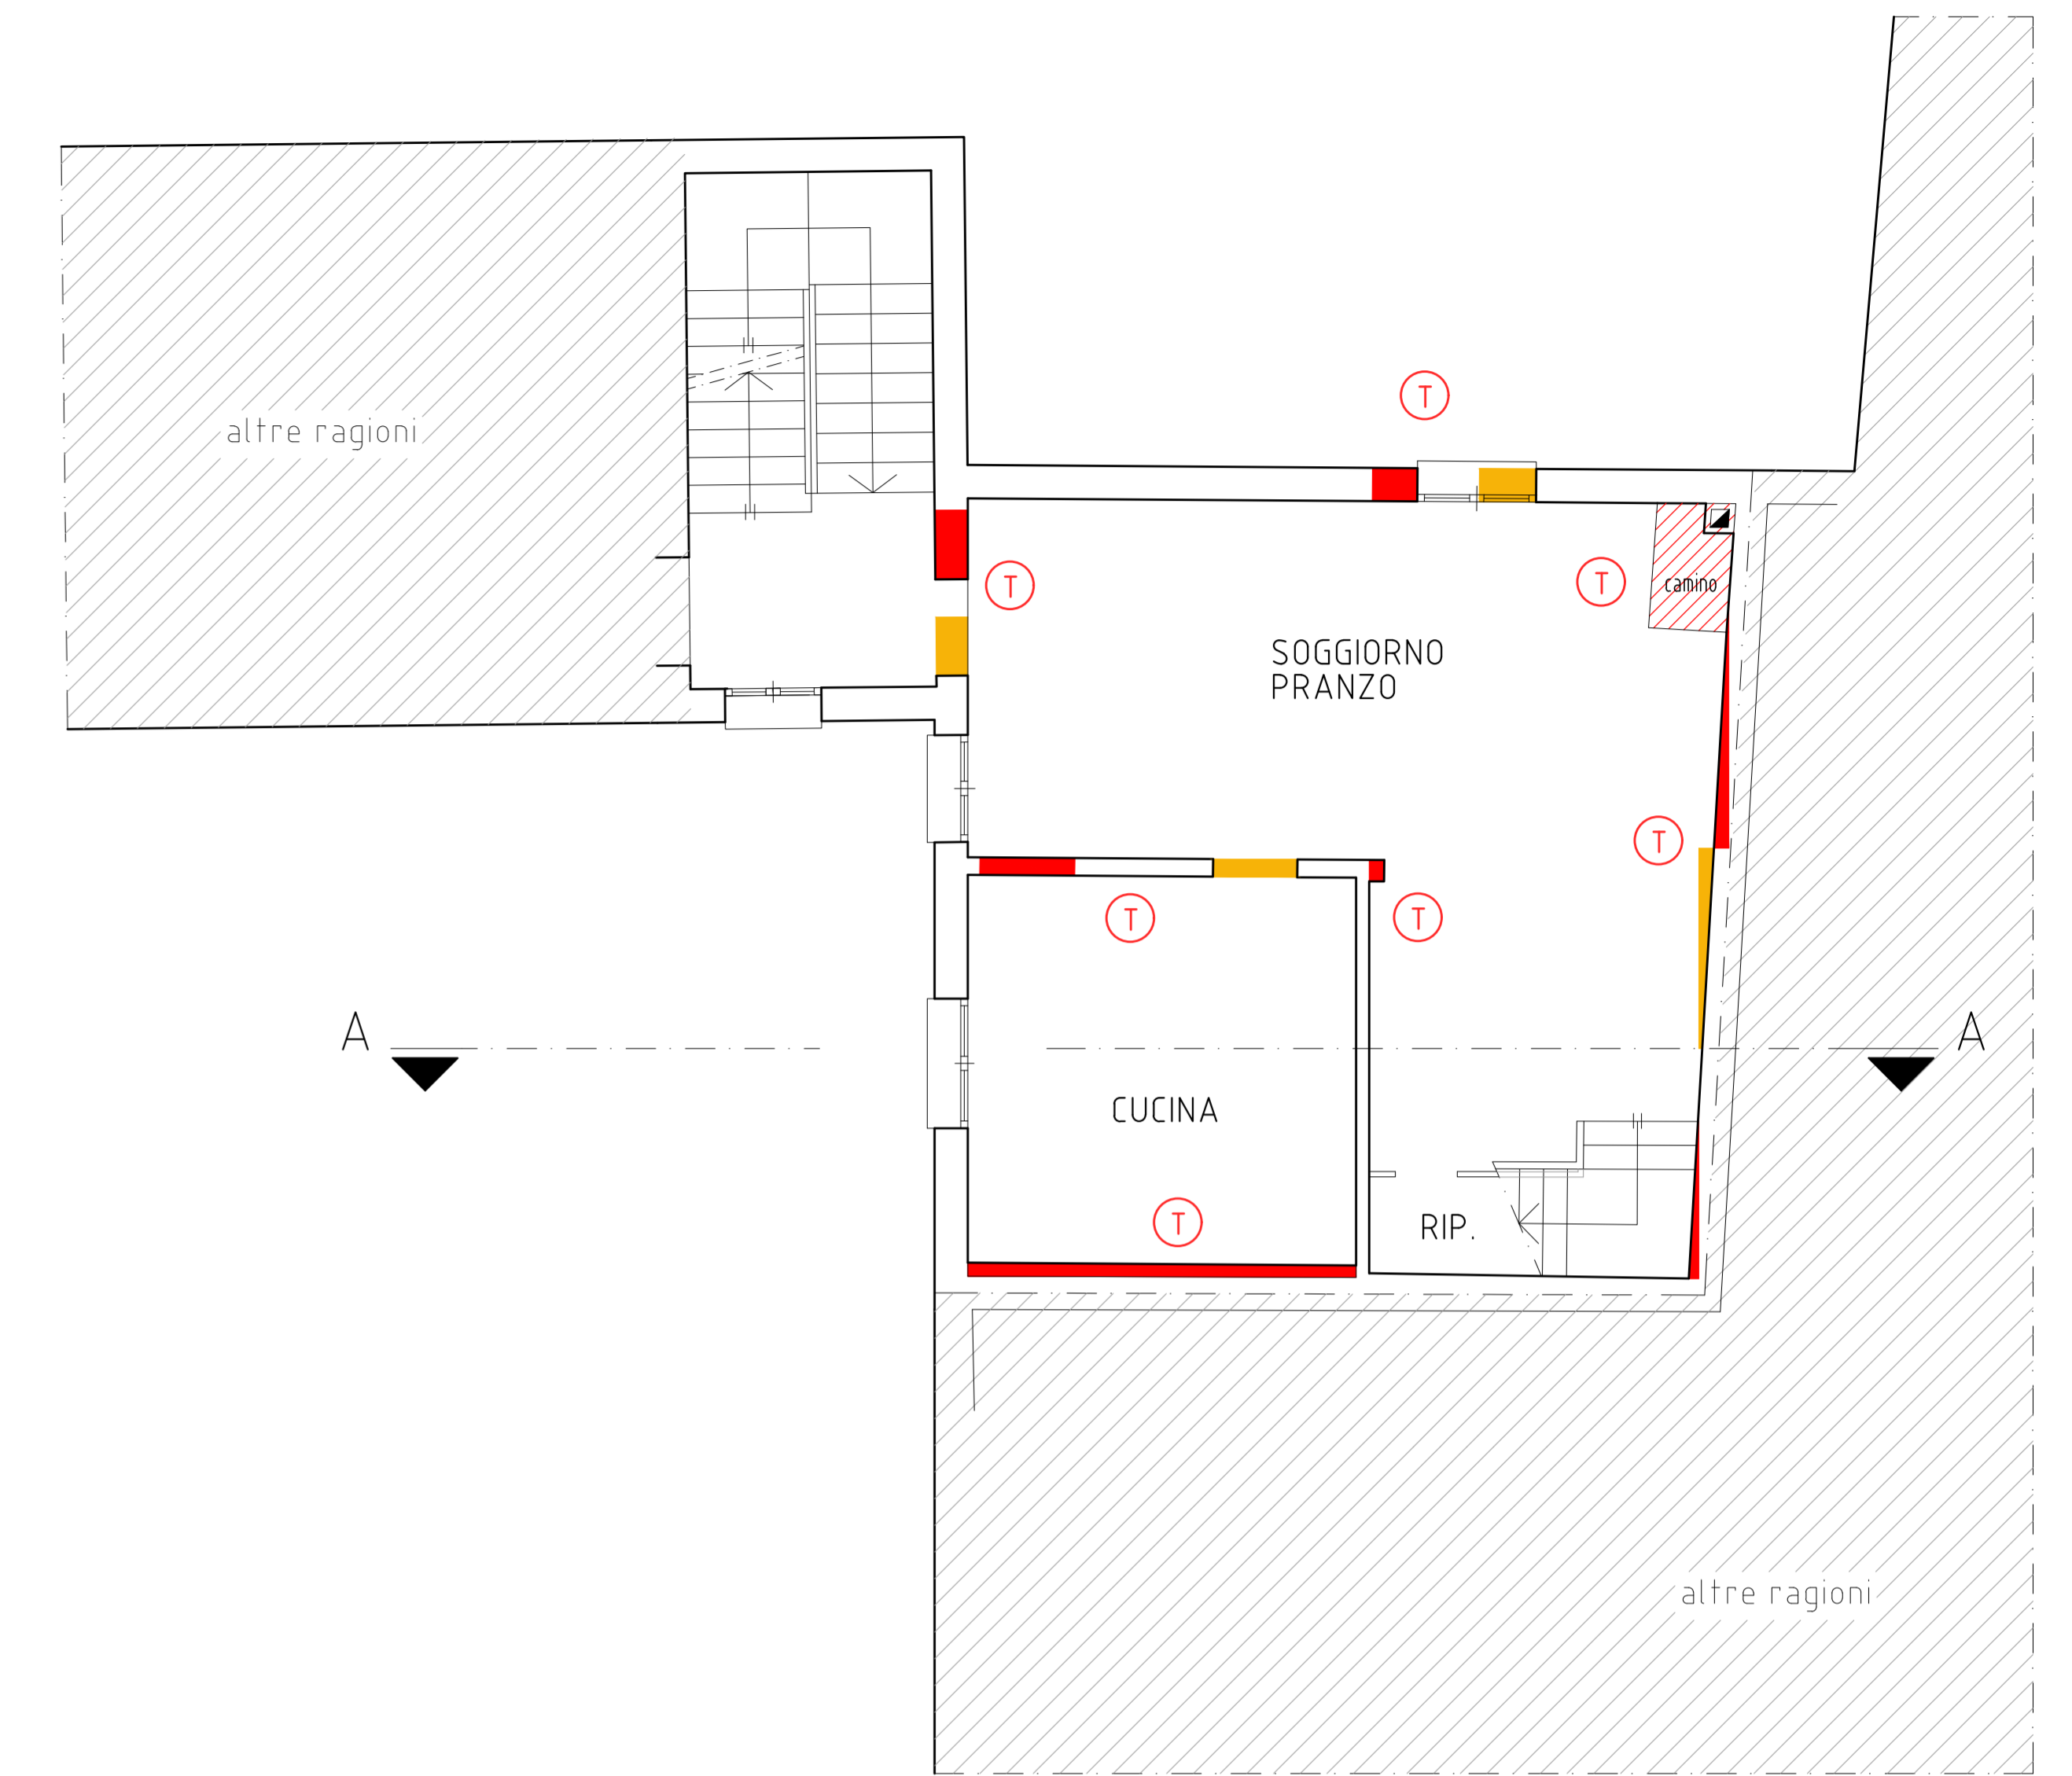 altre ragioni
T
T
T
camino
SOGGIORNO
PRANZO
T
T
T
A
A
CUCINA
T
RIP.
altre ragioni